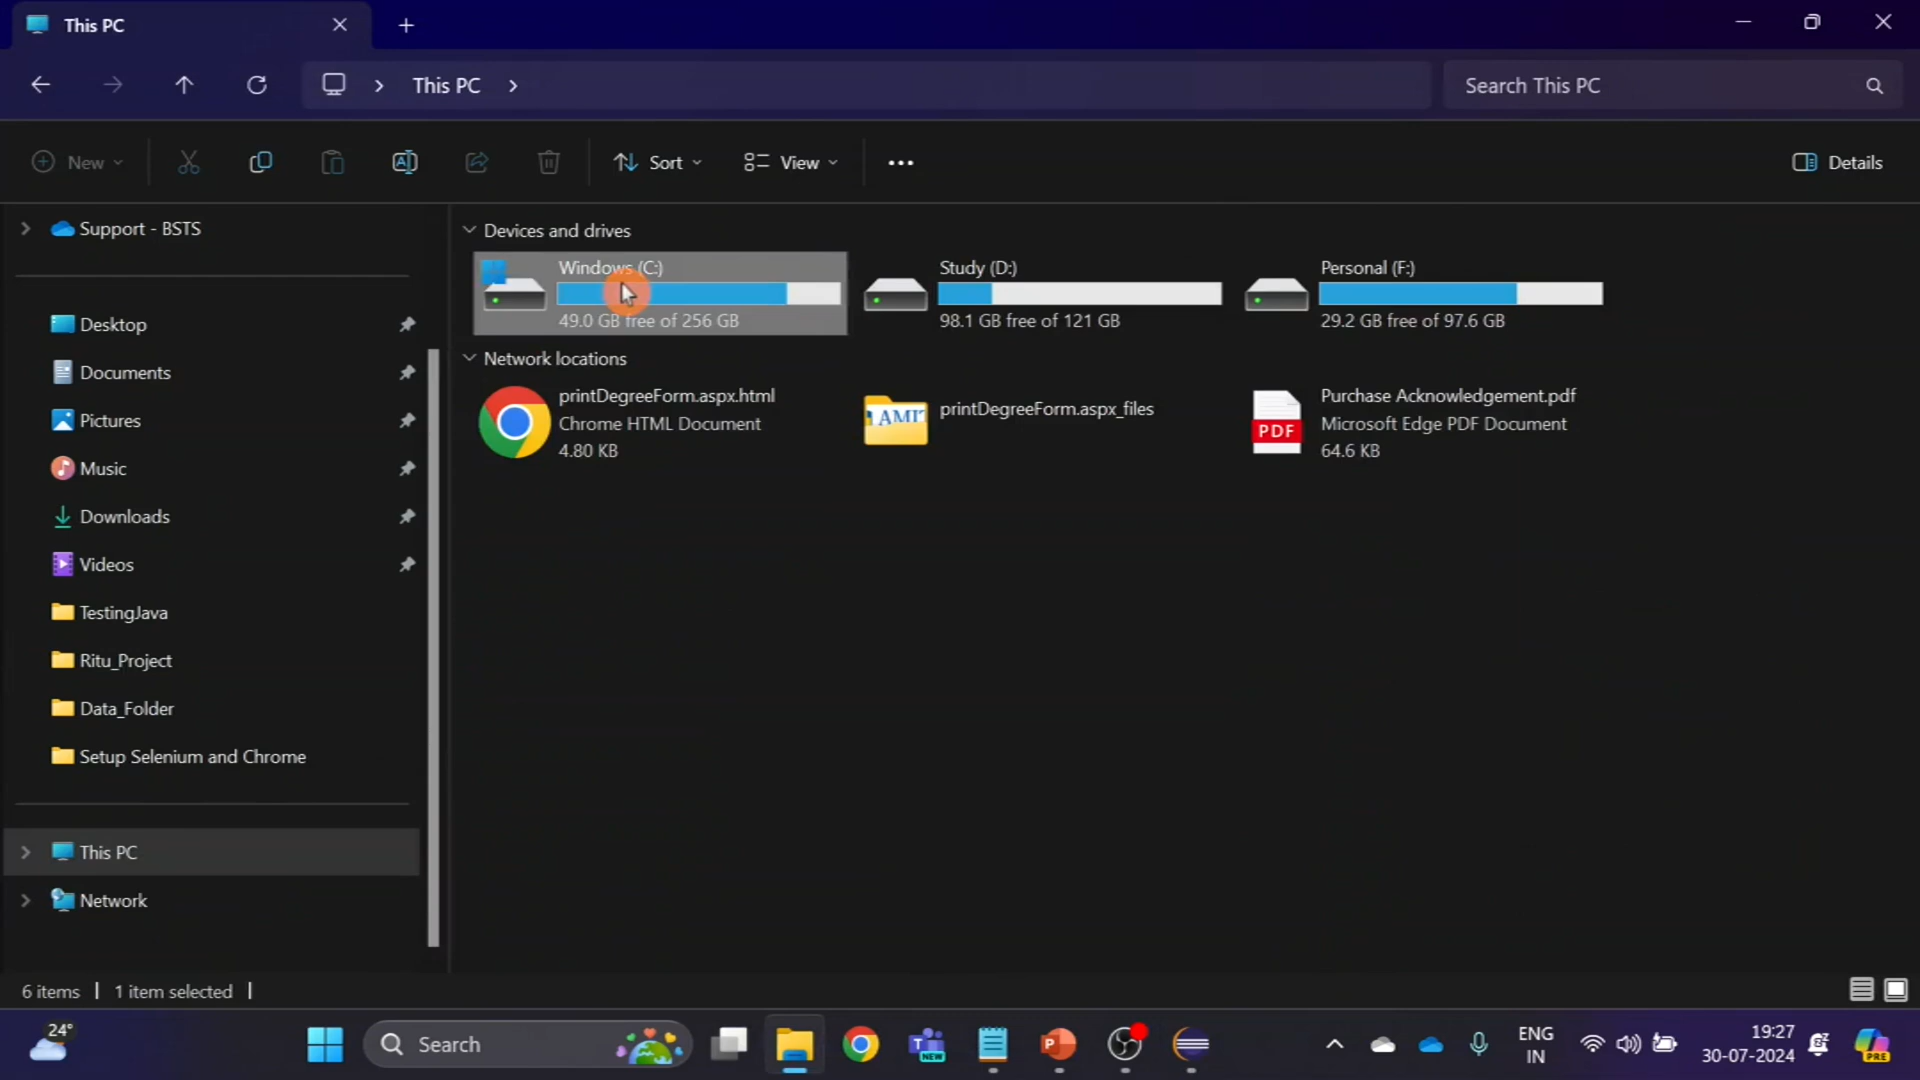 This PC
This PC
Search This PC
New
Sort
View
Details
Support - BSTS
Desktop
Documents
Pictures
Music
Downloads
Videos
TestingJava
Ritu_Project
Data_Folder
Setup Selenium and Chrome
This PC
Network
Devices and drives
Windows (C:)
49.0 GB free of 256 GB
Study (D:)
98.1 GB free of 121 GB
Personal (F:)
29.2 GB free of 97.6 GB
Network locations
printDegreeForm.aspx.html
Chrome HTML Document
4.80 KB
LAMIT
printDegreeForm.aspx_files
PDF
Purchase Acknowledgement.pdf
Microsoft Edge PDF Document
64.6 KB
6 items
1 item selected
24°
Search
NEW
ENG
IN
19:27
30-07-2024
PRE